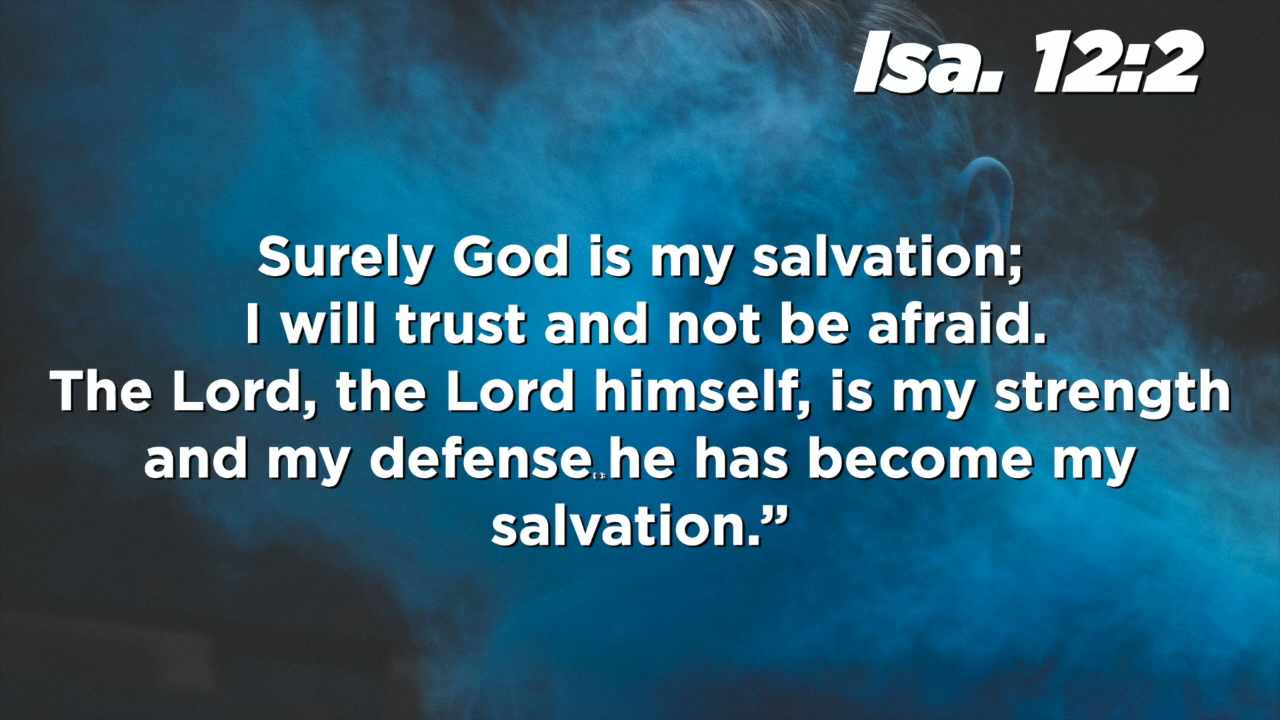 Isa. 12:2
Surely God is my salvation;
I will trust and not be afraid.
The Lord, the Lord himself, is my strength
and my defense he has become my
salvation.”